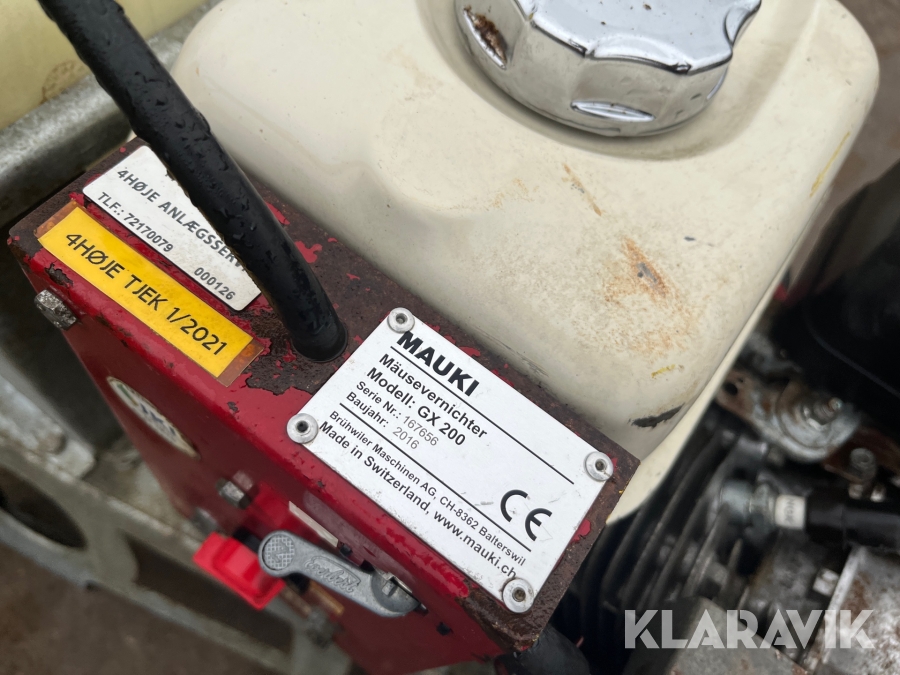 4HØJE ANLÆGSSERV
TLF.: 72170079
000126
4HØJE TJEK 1/2021
MAUKI
Mäusevernichter
Modell: GX 200
Serie Nr.: 167656
Baujahr: 2016
Brühwiler Maschinen AG, CH-8362 Balterswil
Made in Switzerland, www.mauki.ch
CE
KLARAVIK